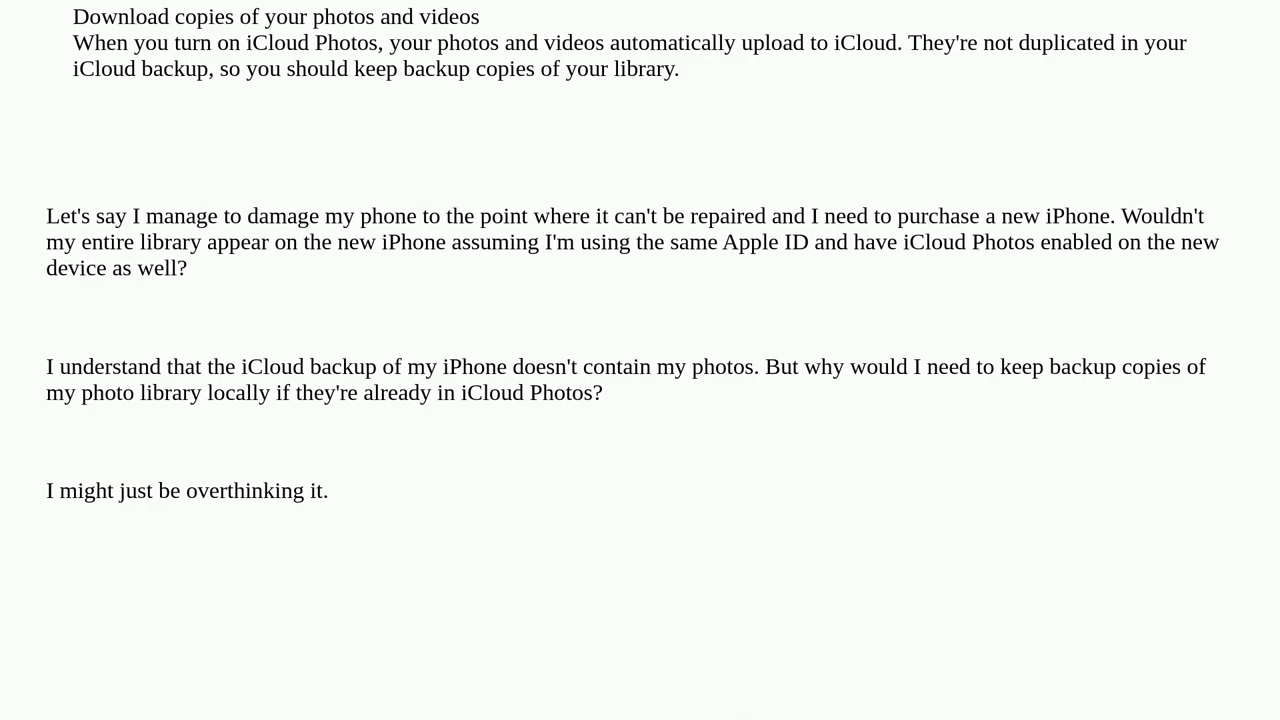 Download copies of your photos and videos
When you turn on iCloud Photos, your photos and videos automatically upload to iCloud. They're not duplicated in your
iCloud backup, so you should keep backup copies of your library.
Let's say I manage to damage my phone to the point where it can't be repaired and I need to purchase a new iPhone. Wouldn't
my entire library appear on the new iPhone assuming I'm using the same Apple ID and have iCloud Photos enabled on the new
device as well?
I understand that the iCloud backup of my iPhone doesn't contain my photos. But why would I need to keep backup copies of
my photo library locally if they're already in iCloud Photos?
I might just be overthinking it.